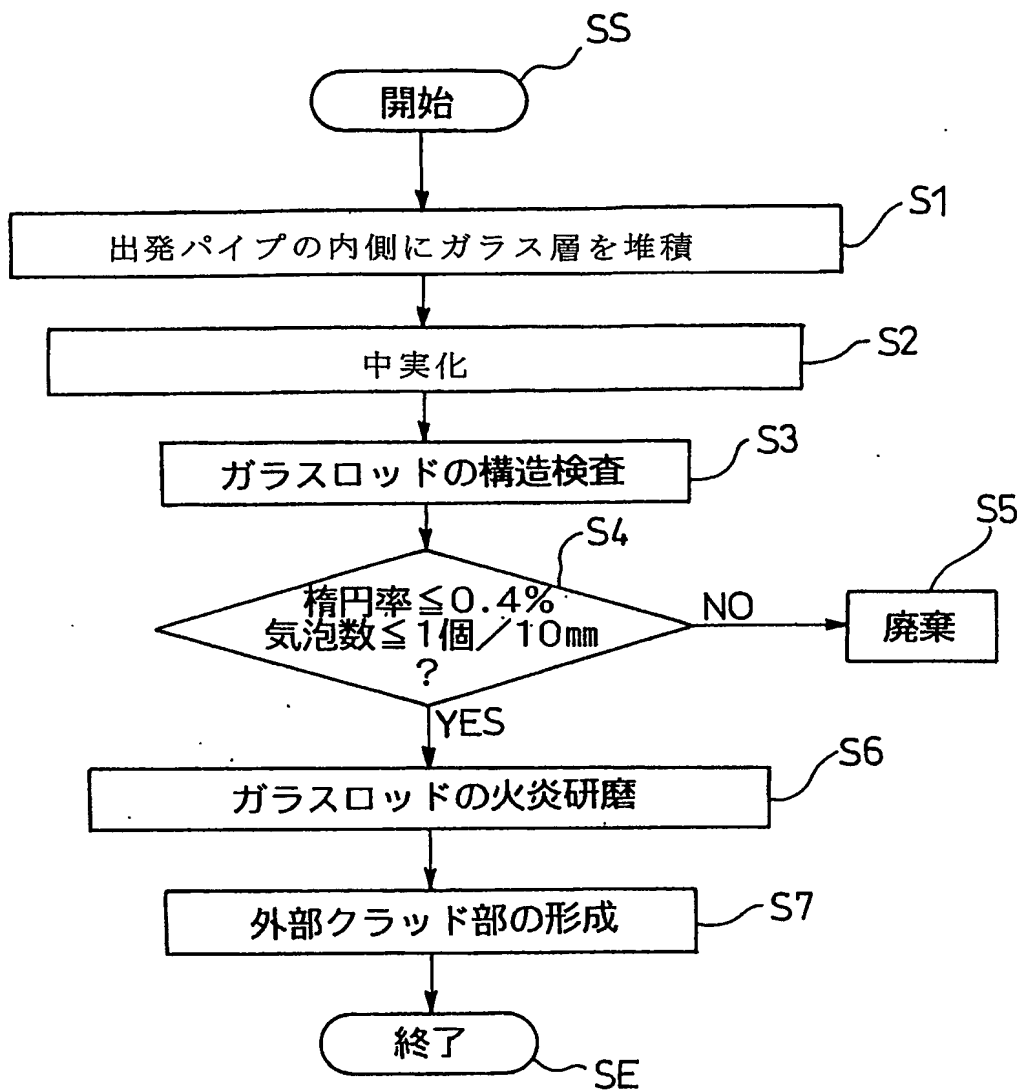 SS
開始
S1
出発パイプの内側にガラス層を堆積
S2
中実化
S3
ガラスロッドの構造検査
S4
楕円率≦0.4%
気泡数≦1個/10㎜
?
NO
S5
廃棄
YES
S6
ガラスロッドの火炎研磨
S7
外部クラッド部の形成
終了
SE